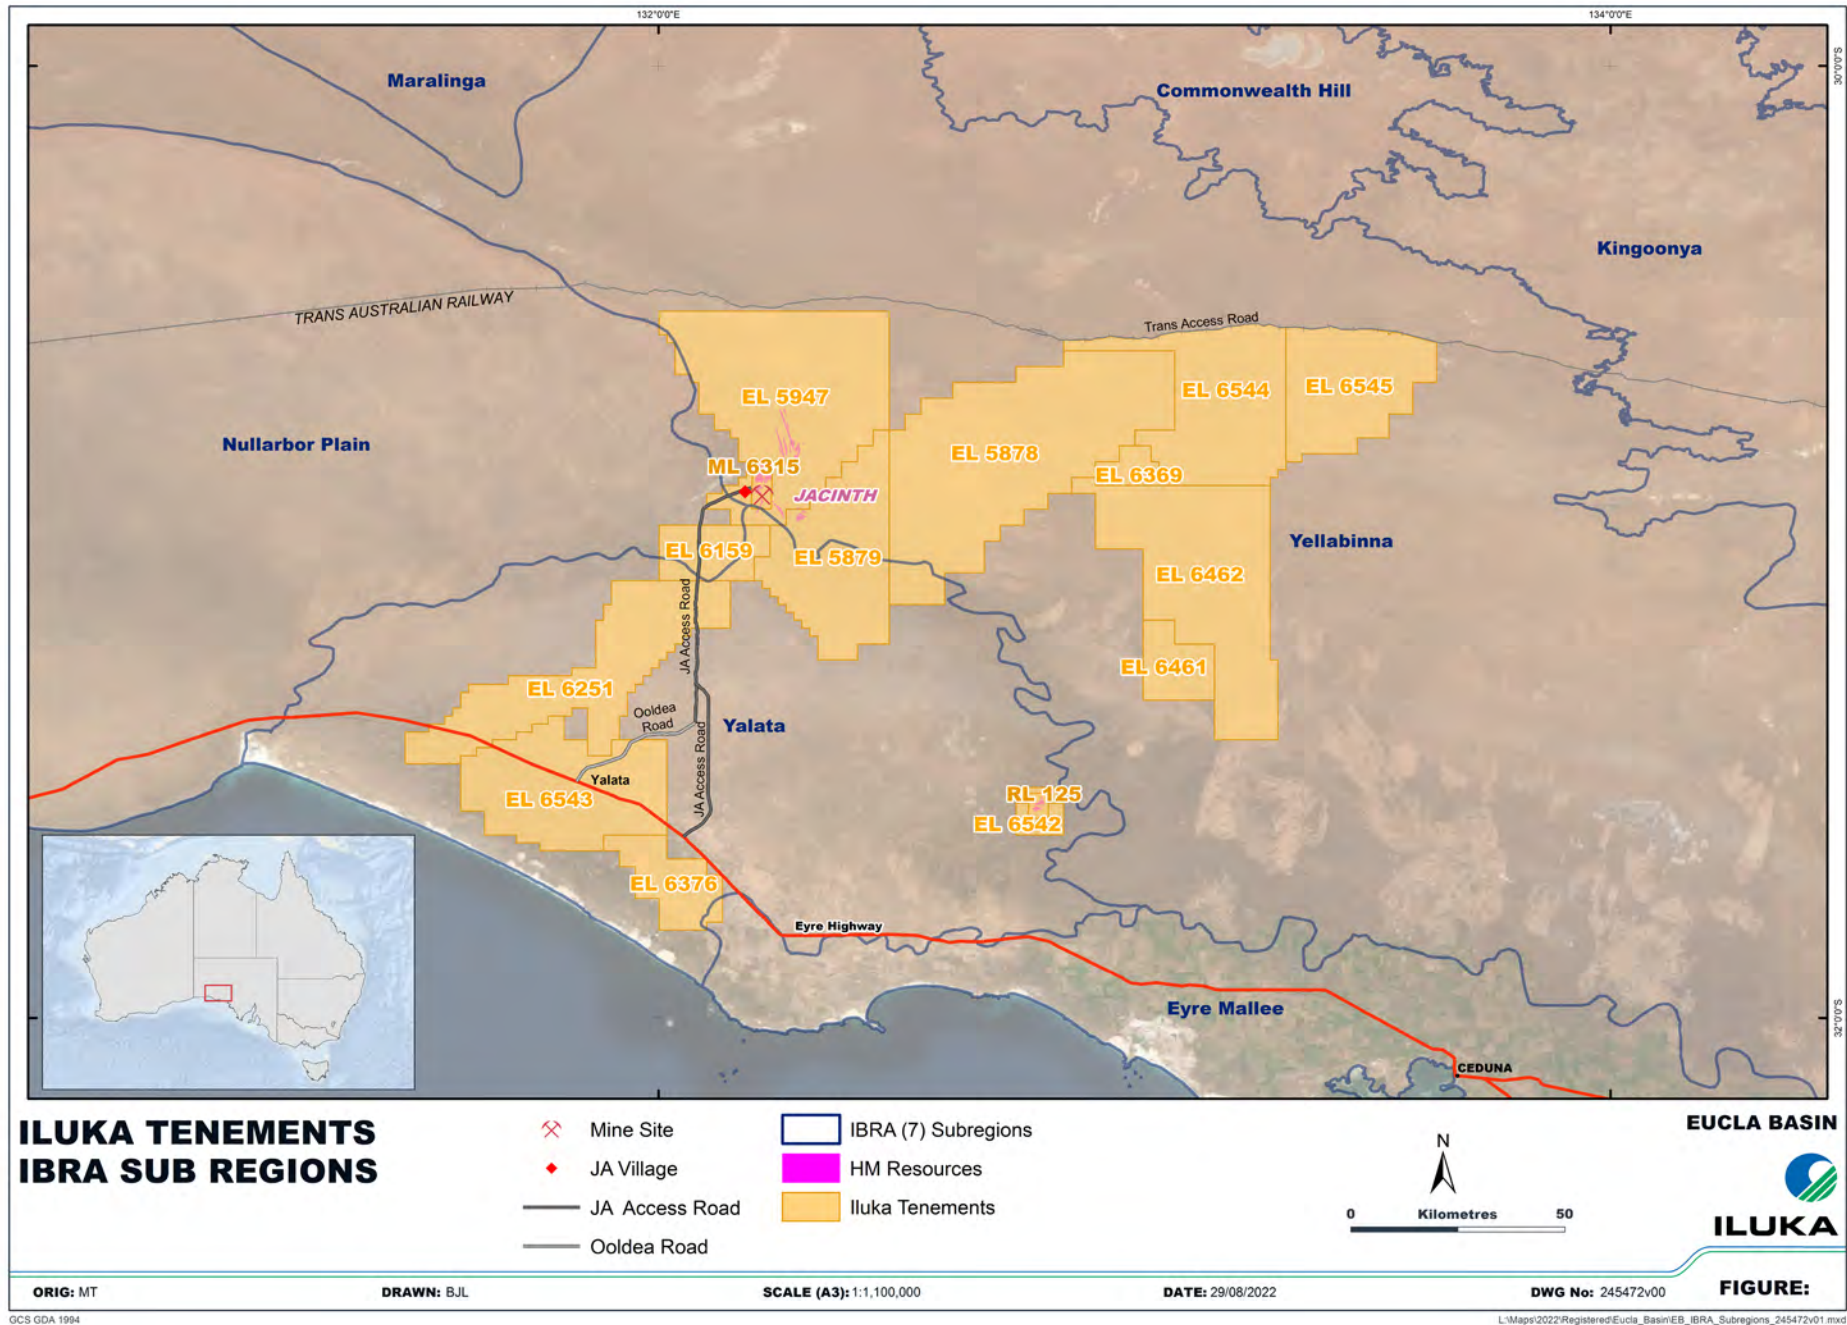 132°0'0"E
134°0'0"E
30°0'0"S
Maralinga
Commonwealth Hill
Kingoonya
TRANS AUSTRALIAN RAILWAY
Trans Access Road
EL 5947
EL 6544
EL 6545
Nullarbor Plain
EL 5878
ML 6315
EL 6369
JACINTH
Yellabinna
EL 6159
EL 5879
EL 6462
JA Access Road
EL 6461
EL 6251
Ooldea
Road
Yalata
JA Access Road
Yalata
EL 6543
RL 125
EL 6542
EL 6376
Eyre Highway
Eyre Mallee
32°0'0"S
CEDUNA
ILUKA TENEMENTS
IBRA SUB REGIONS
Mine Site
JA Village
JA Access Road
Ooldea Road
IBRA (7) Subregions
HM Resources
Iluka Tenements
N
0 Kilometres 50
EUCLA BASIN
ILUKA
ORIG: MT
DRAWN: BJL
SCALE (A3): 1:1,100,000
DATE: 29/08/2022
DWG No: 245472v00
FIGURE:
GCS GDA 1994
L:\Maps\2022\Registered\Eucla_Basin\EB_IBRA_Subregions_245472v01.mxd